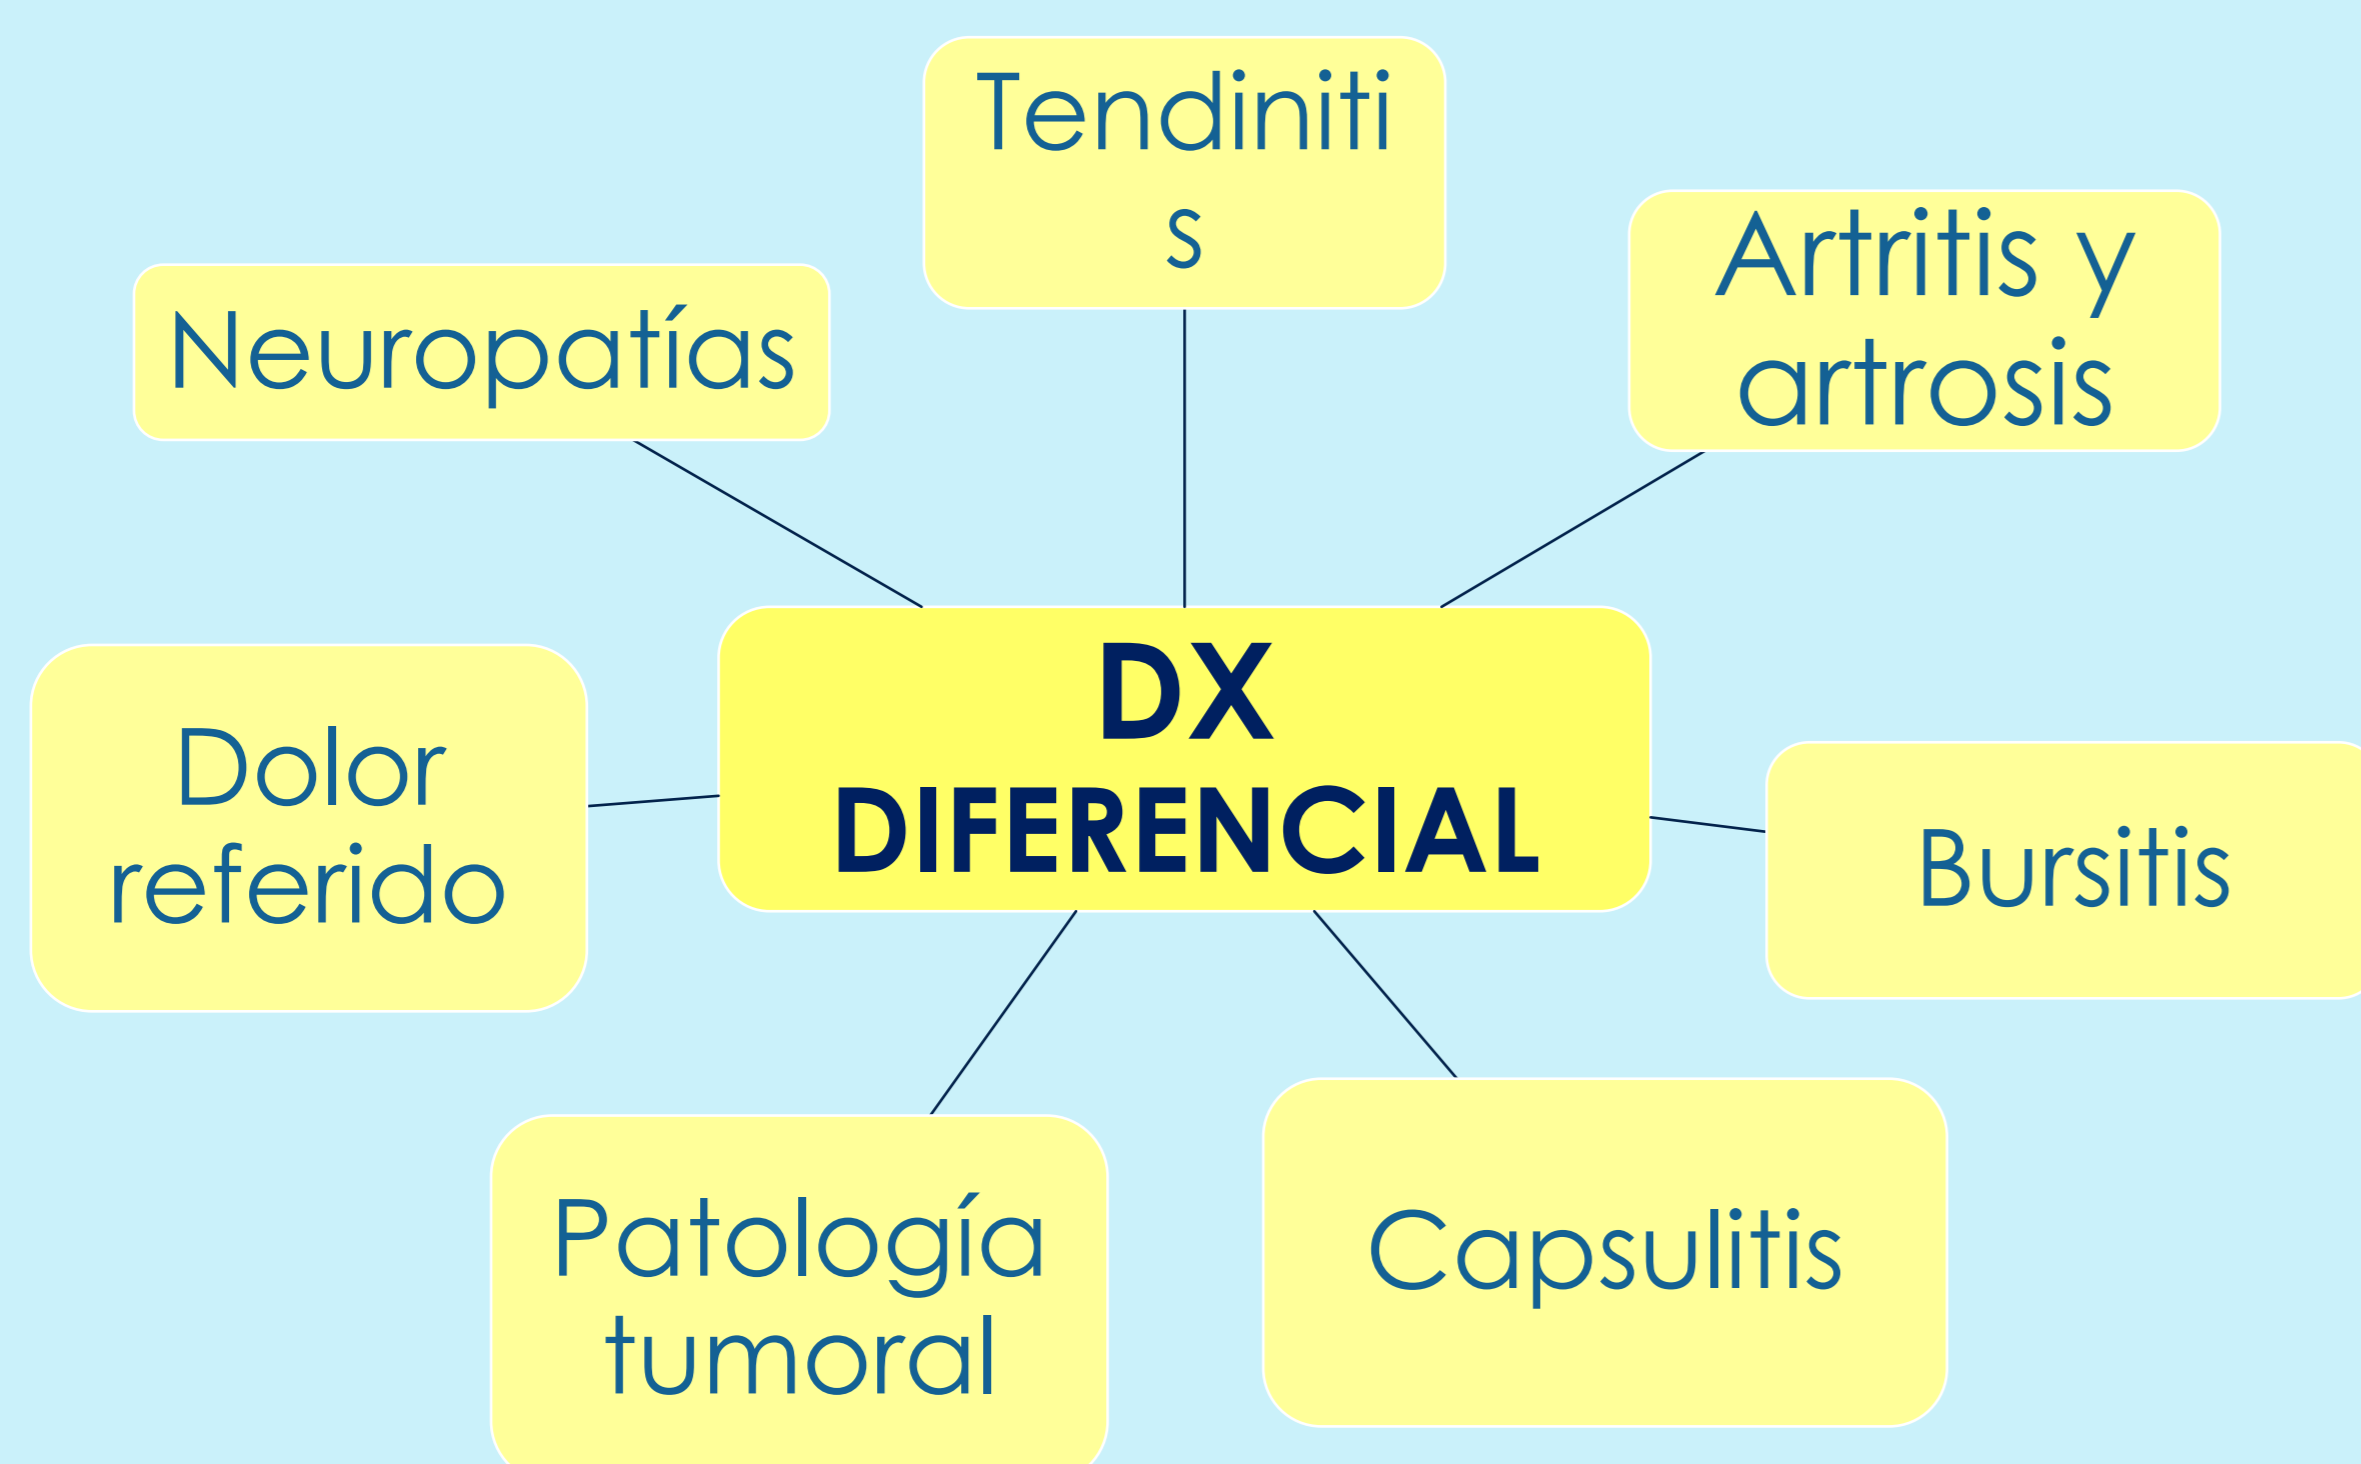 Tendiniti
s
Artritis y
artrosis
Neuropatías
DX
DIFERENCIAL
Dolor
referido
Bursitis
Patología
tumoral
Capsulitis